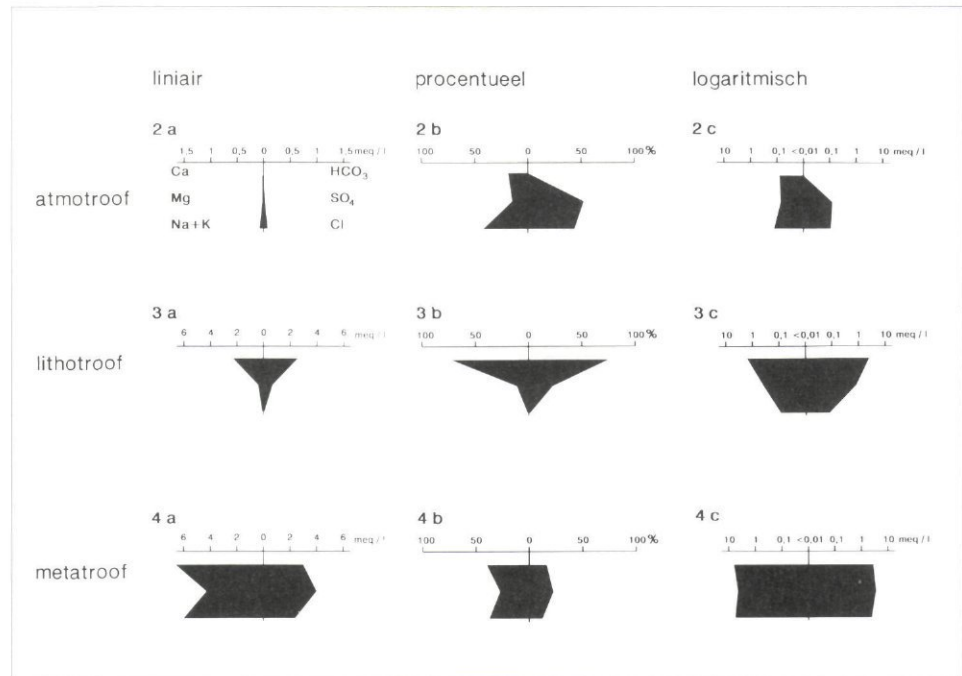 liniair procentueel logaritmisch
2 a 2 b 2 c
1,5 1 0,5 0 0,5 1 1,5 meq / l 100 50 0 50 100 % 10 1 0,1 <0,01 0,1 1 10 meq / l
Ca HCO₃
atmotroof Mg SO₄
Na+K Cl
3 a 3 b 3 c
6 4 2 0 2 4 6 meq / l 100 50 0 50 100 % 10 1 0,1 <0,01 0,1 1 10 meq / l
lithotroof
4 a 4 b 4 c
6 4 2 0 2 4 6 meq / l 100 50 0 50 100 % 10 1 0,1 <0,01 0,1 1 10 meq / l
metatroof